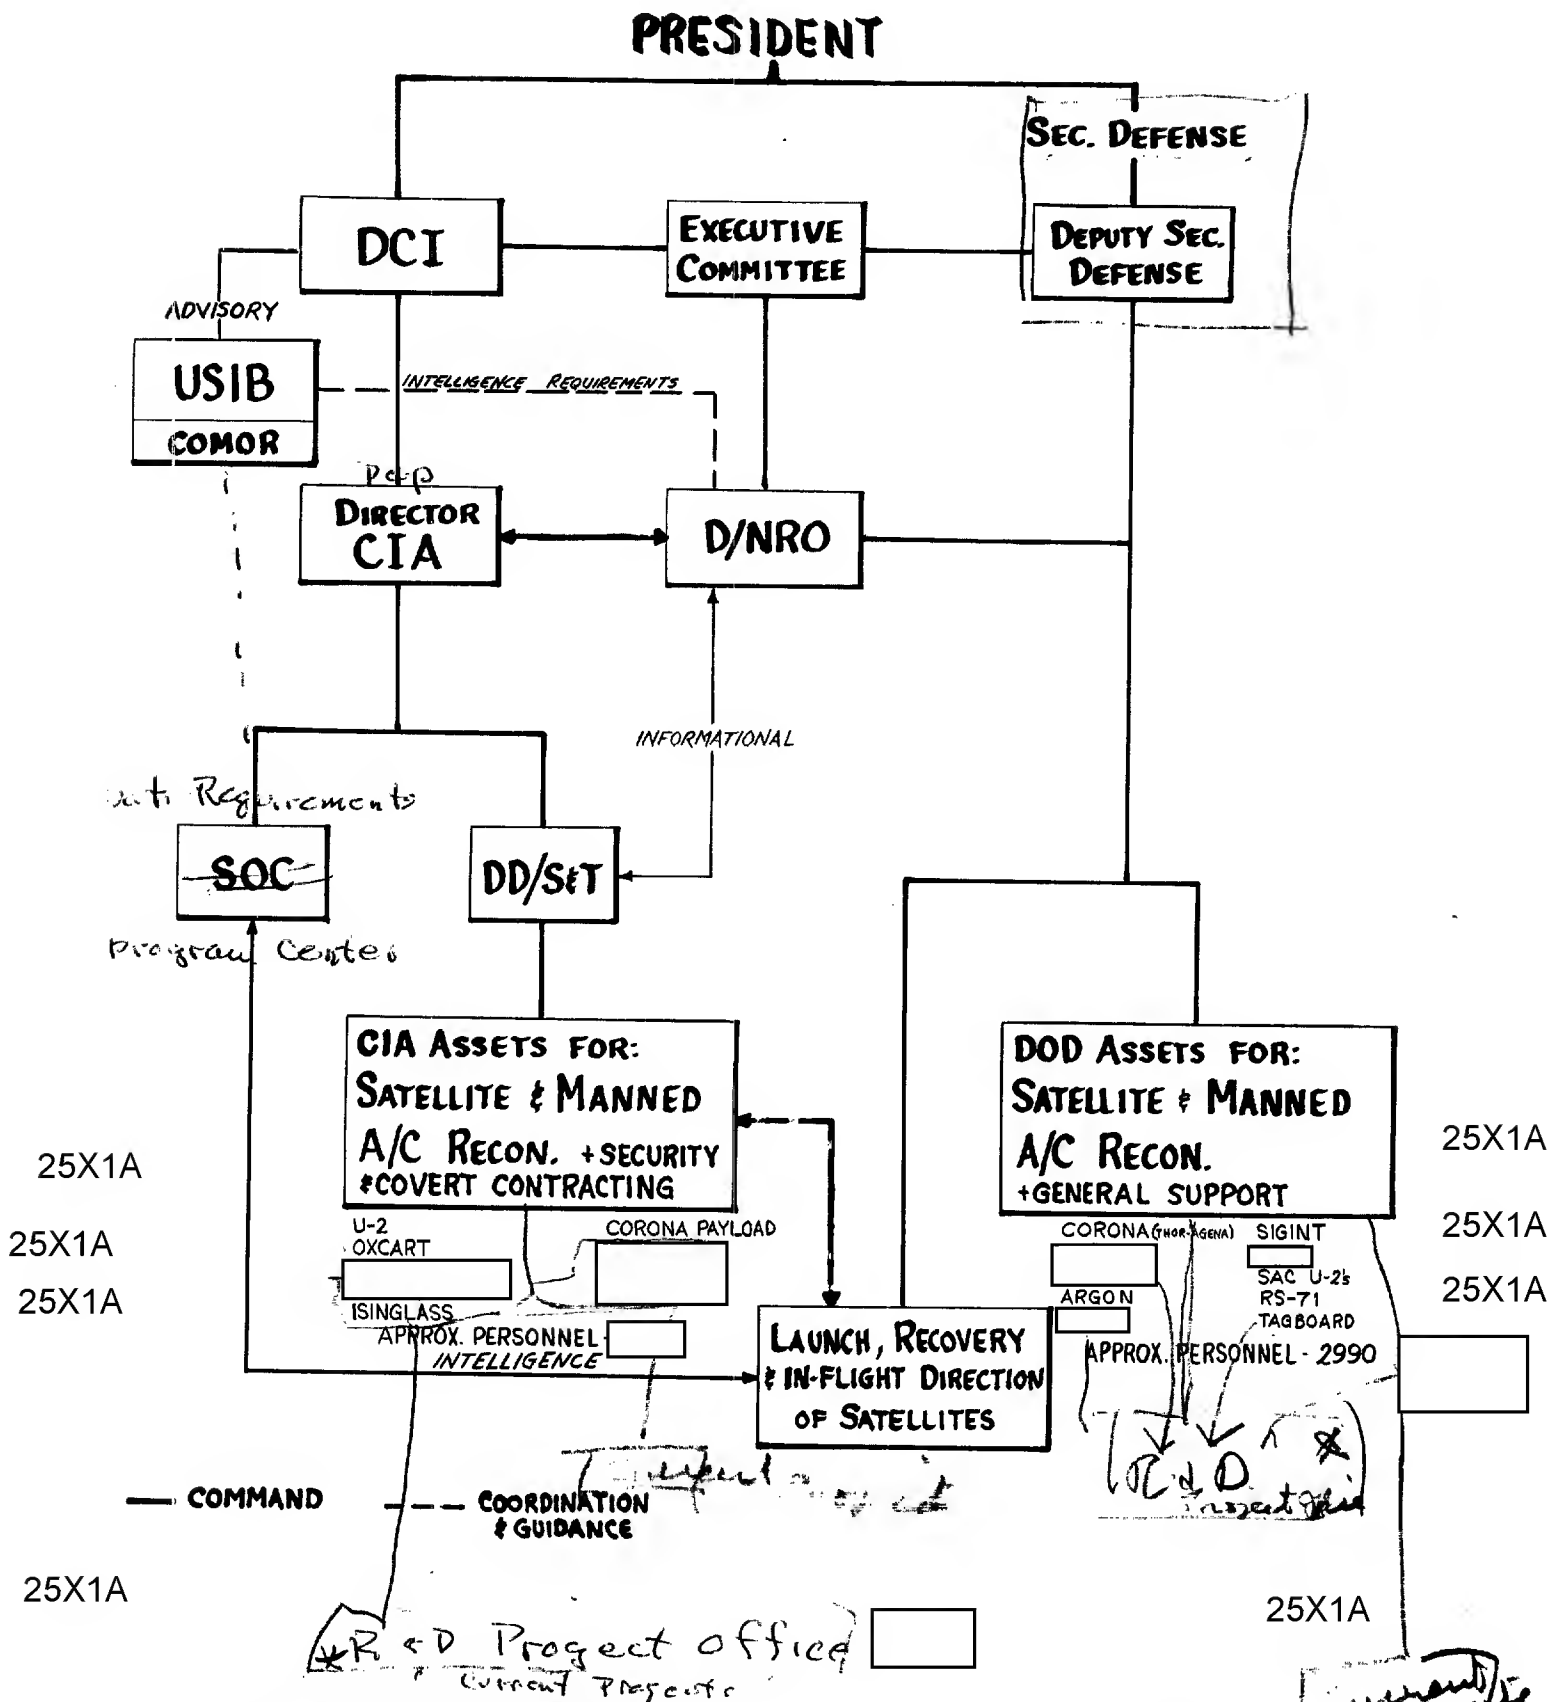 PRESIDENT
SEC. DEFENSE
DCI
EXECUTIVE
COMMITTEE
DEPUTY SEC.
DEFENSE
ADVISORY
USIB
INTELLIGENCE REQUIREMENTS
COMOR
DIRECTOR
CIA
D/NRO
INFORMATIONAL
Requirements
SOC
DD/S&T
Program Center
CIA ASSETS FOR:
SATELLITE & MANNED
A/C RECON. + SECURITY
& COVERT CONTRACTING
DOD ASSETS FOR:
SATELLITE & MANNED
A/C RECON.
+ GENERAL SUPPORT
25X1A
25X1A
25X1A
25X1A
25X1A
25X1A
U-2
OXCART
CORONA PAYLOAD
ISINGLASS
APPROX. PERSONNEL
INTELLIGENCE
CORONA (THOR-AGENA)
SIGINT
SAC U-2's
RS-71
TAGBOARD
ARGON
APPROX. PERSONNEL - 2990
LAUNCH, RECOVERY
& IN-FLIGHT DIRECTION
OF SATELLITES
R & D
Project
COMMAND
COORDINATION
& GUIDANCE
25X1A
25X1A
*R & D Project office
Current Projects